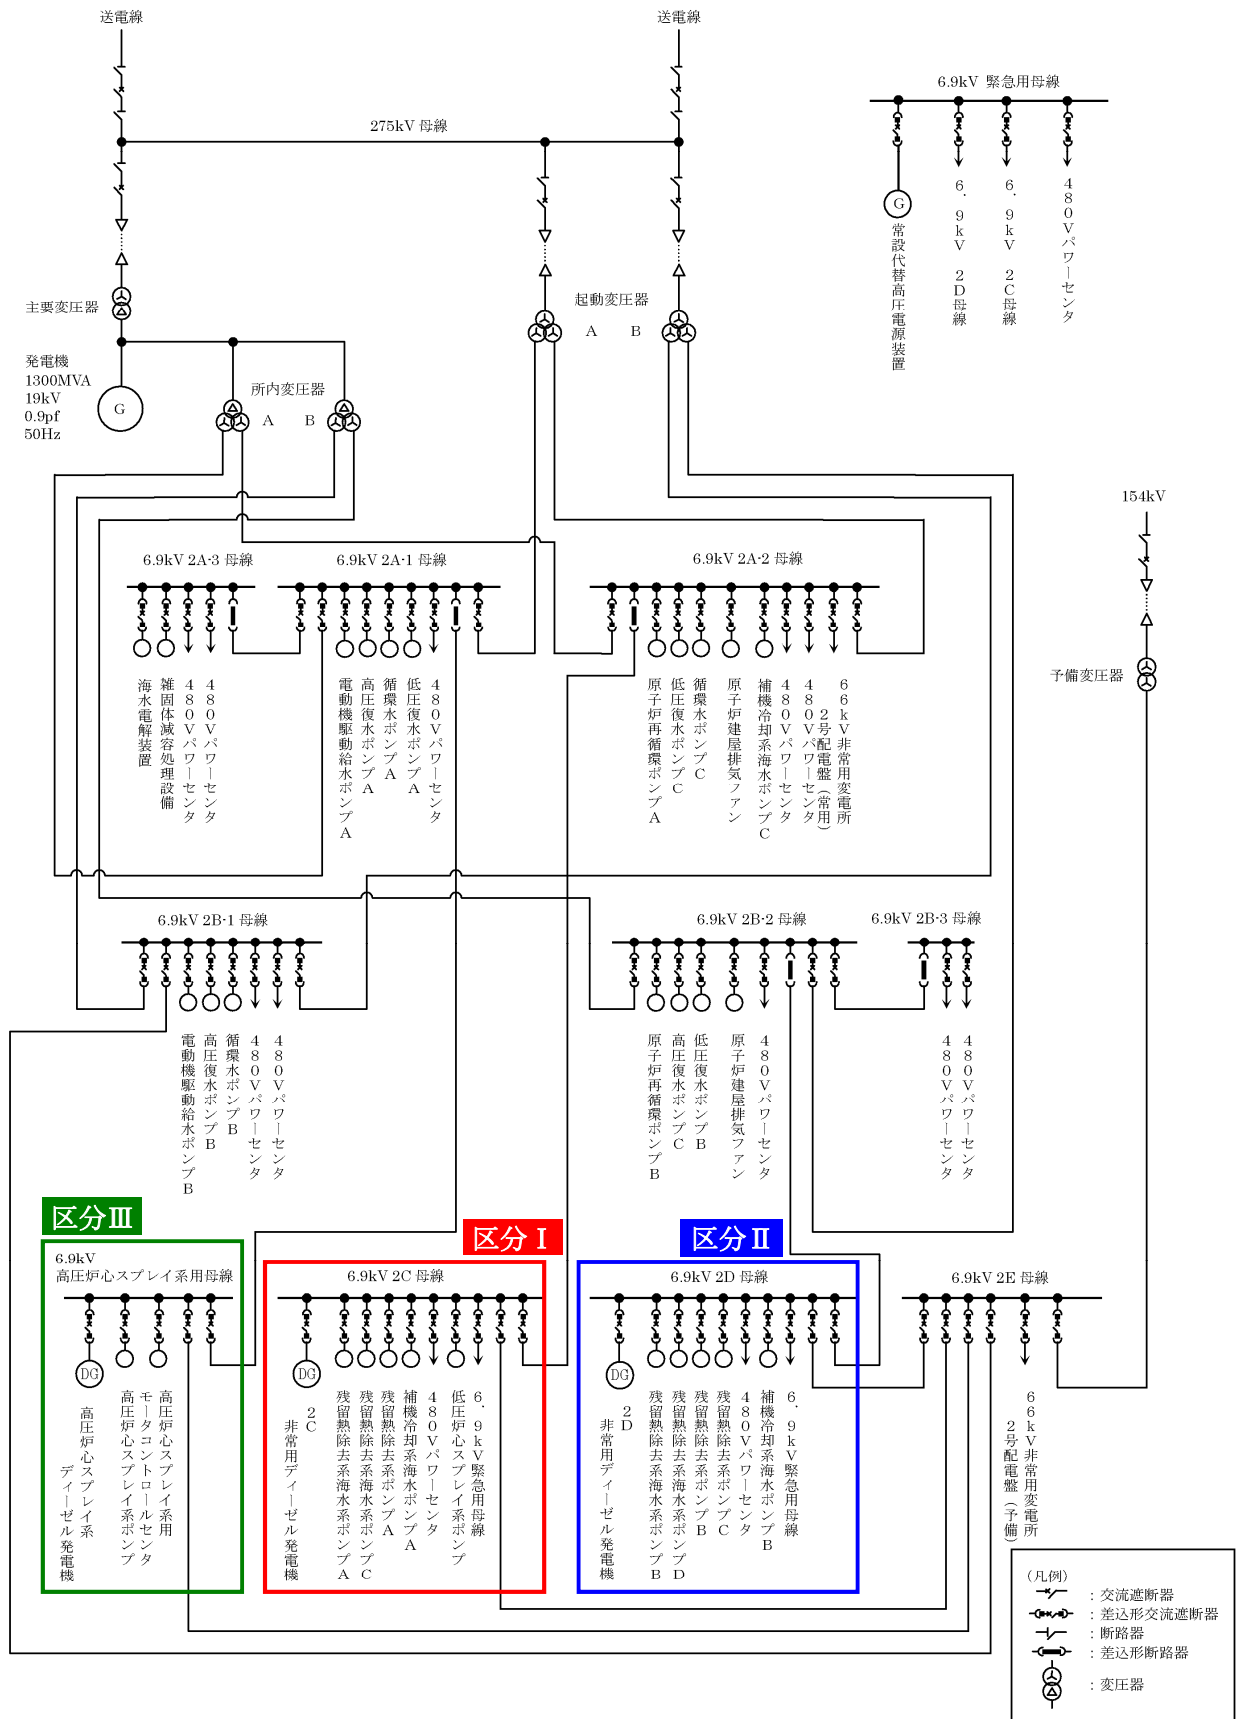 送電線
送電線
6.9kV 緊急用母線
275kV 母線
G
常設代替高圧電源装置
6.9kV 2D母線
6.9kV 2C母線
480Vパワーセンタ
主要変圧器
起動変圧器
A
B
発電機
1300MVA
19kV
0.9pf
50Hz
G
所内変圧器
A
B
154kV
予備変圧器
6.9kV 2A-3 母線
海水電解装置
雑固体減容処理設備
480Vパワーセンタ
480Vパワーセンタ
6.9kV 2A-1 母線
電動機駆動給水ポンプA
高圧復水ポンプA
循環水ポンプA
低圧復水ポンプA
480Vパワーセンタ
6.9kV 2A-2 母線
原子炉再循環ポンプA
低圧復水ポンプC
循環水ポンプC
原子炉建屋排気ファン
補機冷却系海水ポンプC
480Vパワーセンタ
480Vパワーセンタ
66kV非常用変電所
2号配電盤(常用)
6.9kV 2B-1 母線
電動機駆動給水ポンプB
高圧復水ポンプB
循環水ポンプB
480Vパワーセンタ
480Vパワーセンタ
6.9kV 2B-2 母線
原子炉再循環ポンプB
高圧復水ポンプC
低圧復水ポンプB
原子炉建屋排気ファン
480Vパワーセンタ
6.9kV 2B-3 母線
480Vパワーセンタ
480Vパワーセンタ
区分Ⅲ
6.9kV
高圧炉心スプレイ系用母線
DG
高圧炉心スプレイ系
ディーゼル発電機
高圧炉心スプレイ系ポンプ
高圧炉心スプレイ系用
モータコントロールセンタ
区分Ⅰ
6.9kV 2C 母線
DG
2C
非常用ディーゼル発電機
残留熱除去系海水系ポンプA
残留熱除去系海水系ポンプC
残留熱除去系ポンプA
補機冷却系海水ポンプA
480Vパワーセンタ
低圧炉心スプレイ系ポンプ
6.9kV緊急用母線
区分Ⅱ
6.9kV 2D 母線
DG
2D
非常用ディーゼル発電機
残留熱除去系海水系ポンプB
残留熱除去系海水系ポンプD
残留熱除去系ポンプB
残留熱除去系ポンプC
480Vパワーセンタ
補機冷却系海水ポンプB
6.9kV緊急用母線
6.9kV 2E 母線
66kV非常用変電所
2号配電盤(予備)
(凡例)
:交流遮断器
:差込形交流遮断器
:断路器
:差込形断路器
:変圧器